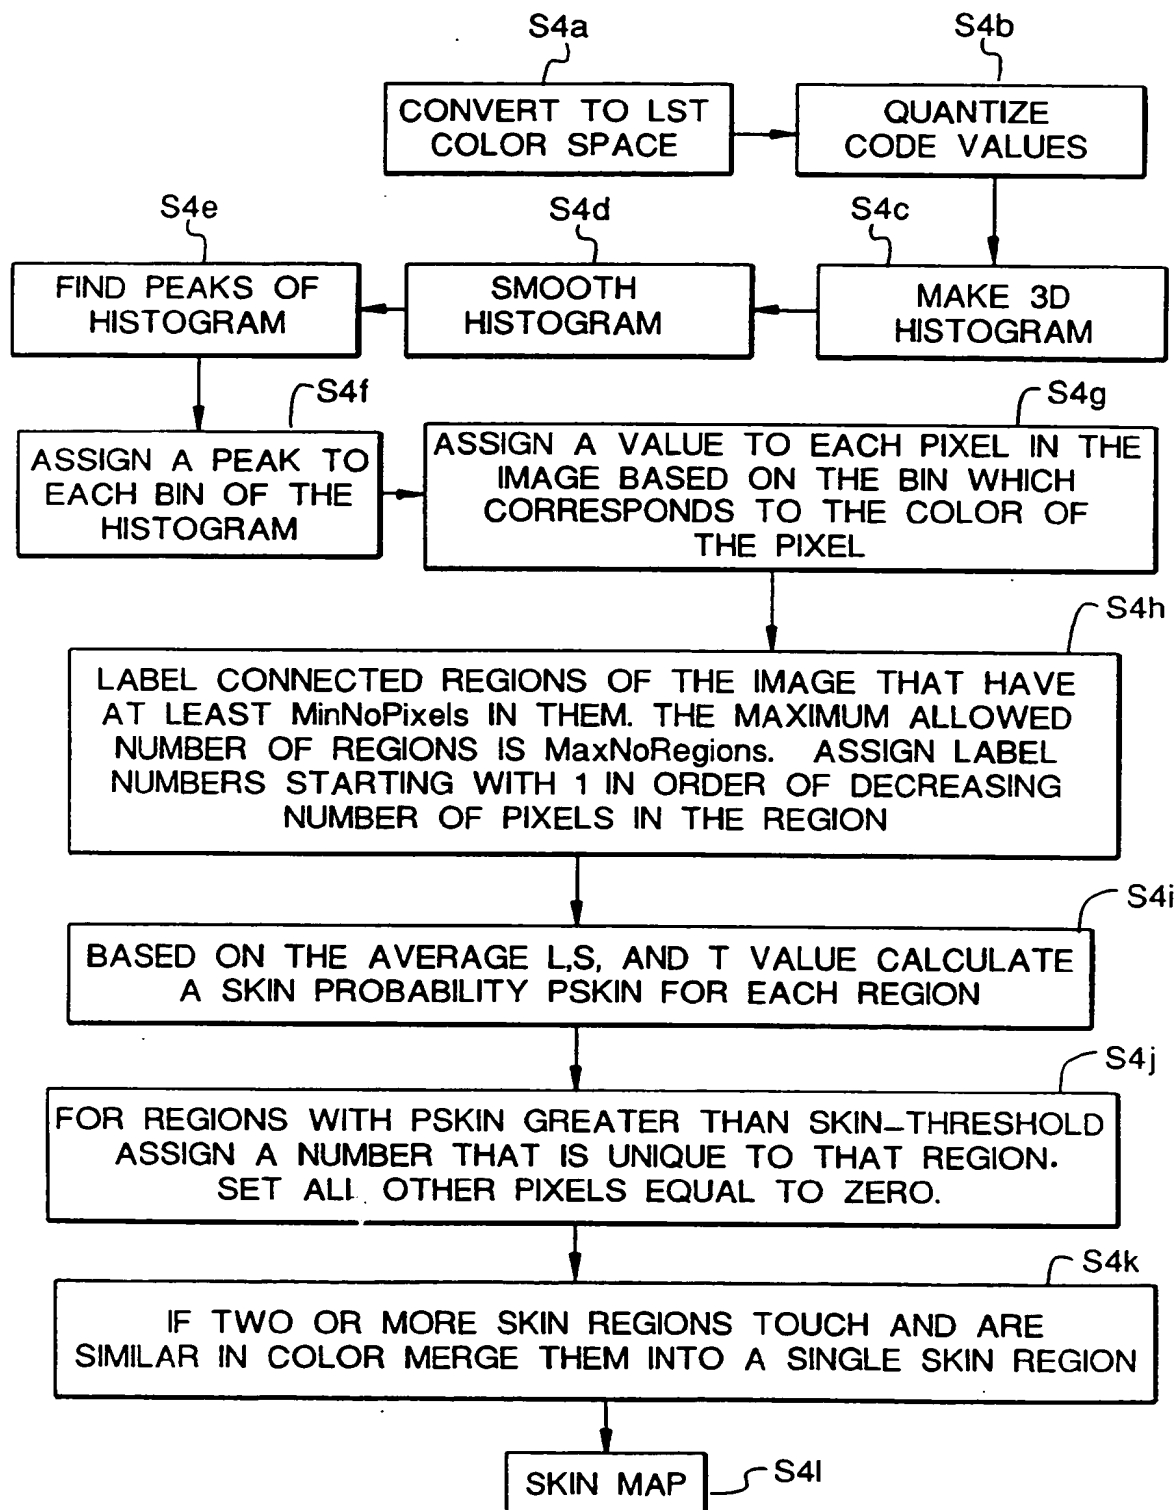 S4a
CONVERT TO LST
COLOR SPACE
S4b
QUANTIZE
CODE VALUES
S4c
MAKE 3D
HISTOGRAM
S4d
SMOOTH
HISTOGRAM
S4e
FIND PEAKS OF
HISTOGRAM
S4f
ASSIGN A PEAK TO
EACH BIN OF THE
HISTOGRAM
S4g
ASSIGN A VALUE TO EACH PIXEL IN THE
IMAGE BASED ON THE BIN WHICH
CORRESPONDS TO THE COLOR OF
THE PIXEL
S4h
LABEL CONNECTED REGIONS OF THE IMAGE THAT HAVE
AT LEAST MinNoPixels IN THEM. THE MAXIMUM ALLOWED
NUMBER OF REGIONS IS MaxNoRegions. ASSIGN LABEL
NUMBERS STARTING WITH 1 IN ORDER OF DECREASING
NUMBER OF PIXELS IN THE REGION
S4i
BASED ON THE AVERAGE L,S, AND T VALUE CALCULATE
A SKIN PROBABILITY PSKIN FOR EACH REGION
S4j
FOR REGIONS WITH PSKIN GREATER THAN SKIN-THRESHOLD
ASSIGN A NUMBER THAT IS UNIQUE TO THAT REGION.
SET ALL OTHER PIXELS EQUAL TO ZERO.
S4k
IF TWO OR MORE SKIN REGIONS TOUCH AND ARE
SIMILAR IN COLOR MERGE THEM INTO A SINGLE SKIN REGION
SKIN MAP
S4l